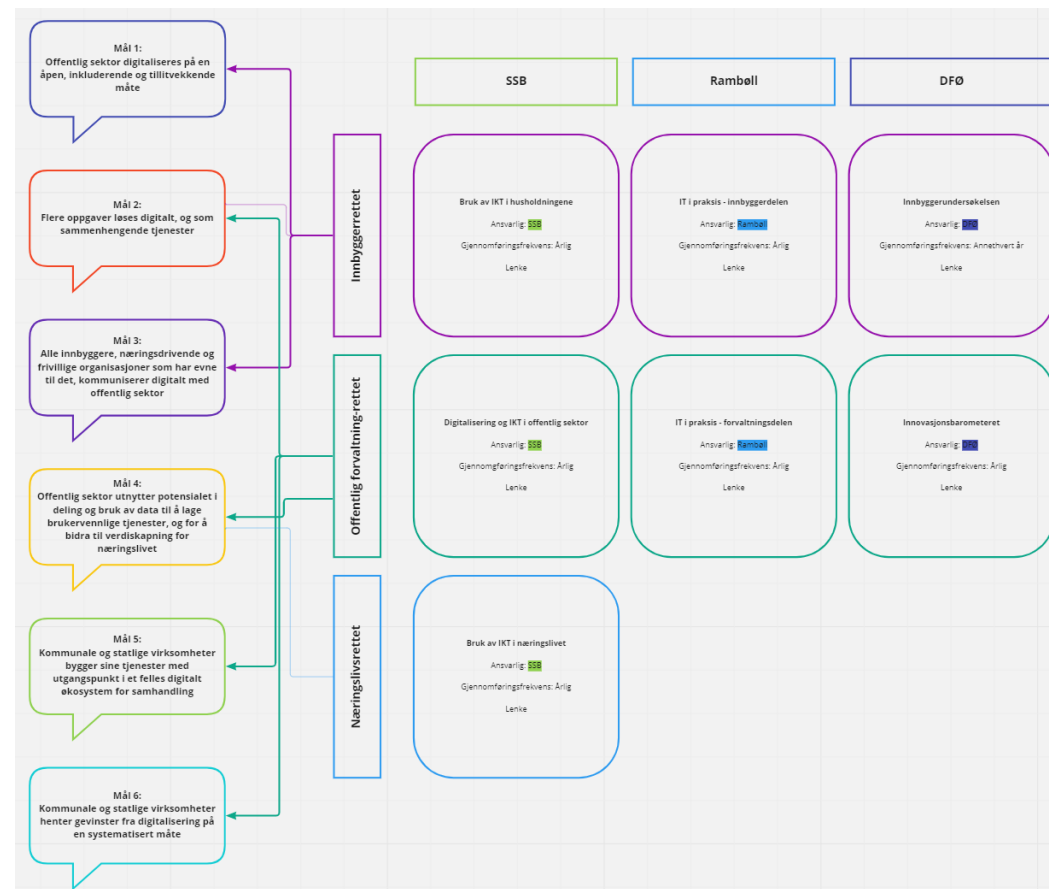 Mål 1:
Offentlig sektor digitaliseres på en
åpen, inkluderende og tillitvekkende
måte
Mål 2:
Flere oppgaver løses digitalt, og som
sammenhengende tjenester
Mål 3:
Alle innbyggere, næringsdrivende og
frivillige organisasjoner som har evne
til det, kommuniserer digitalt med
offentlig sektor
Mål 4:
Offentlig sektor utnytter potensialet i
deling og bruk av data til å lage
brukervennlige tjenester, og for å
bidra til verdiskapning for
næringslivet
Mål 5:
Kommunale og statlige virksomheter
bygger sine tjenester med
utgangspunkt i et felles digitalt
økosystem for samhandling
Mål 6:
Kommunale og statlige virksomheter
henter gevinster fra digitalisering på
en systematisert måte
SSB
Rambøll
DFØ
Innbyggerrettet
Bruk av IKT i husholdningene
Ansvarlig: SSB
Gjennomføringsfrekvens: Årlig
Lenke
IT i praksis - innbyggerdelen
Ansvarlig: Rambøll
Gjennomføringsfrekvens: Årlig
Lenke
Innbyggerundersøkelsen
Ansvarlig: DFØ
Gjennomføringsfrekvens: Annethvert år
Lenke
Offentlig forvaltning-rettet
Digitalisering og IKT i offentlig sektor
Ansvarlig: SSB
Gjennomgføringsfrekvens: Årlig
Lenke
IT i praksis - forvaltningsdelen
Ansvarlig: Rambøll
Gjennomføringsfrekvens: Årlig
Lenke
Innovasjonsbarometeret
Ansvarlig: DFØ
Gjennomføringsfrekvens: Årlig
Lenke
Næringslivsrettet
Bruk av IKT i næringslivet
Ansvarlig: SSB
Gjennomføringsfrekvens: Årlig
Lenke